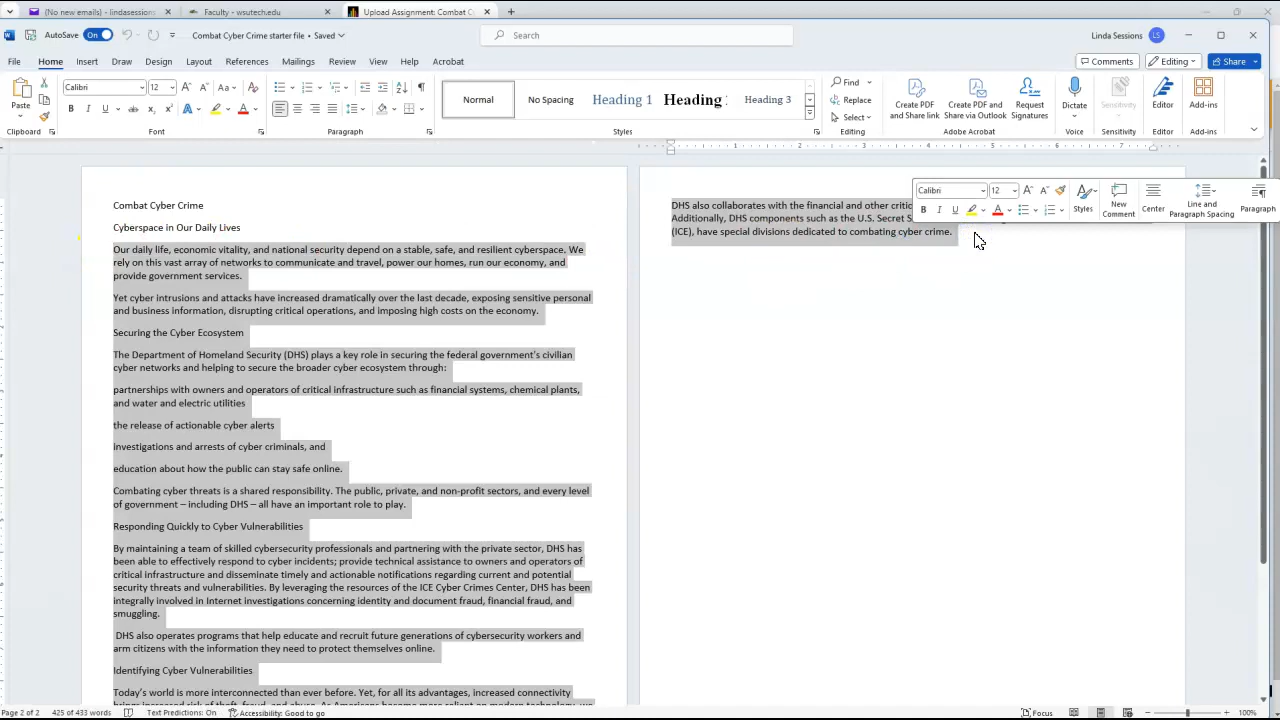 (No new emails) - lindasession
Faculty - wsutech.edu
Upload Assignment: Combat C
AutoSave On
Combat Cyber Crime starter file • Saved
Search
Linda Sessions LS
File Home Insert Draw Design Layout References Mailings Review View Help Acrobat
Comments Editing Share
Paste
Calibri 12
Aa
Normal
No Spacing
Heading 1
Heading
Heading 3
Find
Replace
Select
Create PDF and Share link
Create PDF and Share via Outlook
Request Signatures
Dictate
Sensitivity
Editor
Add-ins
Clipboard Font Paragraph Styles Editing Adobe Acrobat Voice Sensitivity Editor Add-ins
1 2 3 4 5 6 7
Combat Cyber Crime
Cyberspace in Our Daily Lives
Our daily life, economic vitality, and national security depend on a stable, safe, and resilient cyberspace. We
rely on this vast array of networks to communicate and travel, power our homes, run our economy, and
provide government services.
Yet cyber intrusions and attacks have increased dramatically over the last decade, exposing sensitive personal
and business information, disrupting critical operations, and imposing high costs on the economy.
Securing the Cyber Ecosystem
The Department of Homeland Security (DHS) plays a key role in securing the federal government's civilian
cyber networks and helping to secure the broader cyber ecosystem through:
partnerships with owners and operators of critical infrastructure such as financial systems, chemical plants,
and water and electric utilities
the release of actionable cyber alerts
investigations and arrests of cyber criminals, and
education about how the public can stay safe online.
Combating cyber threats is a shared responsibility. The public, private, and non-profit sectors, and every level
of government – including DHS – all have an important role to play.
Responding Quickly to Cyber Vulnerabilities
By maintaining a team of skilled cybersecurity professionals and partnering with the private sector, DHS has
been able to effectively respond to cyber incidents; provide technical assistance to owners and operators of
critical infrastructure and disseminate timely and actionable notifications regarding current and potential
security threats and vulnerabilities. By leveraging the resources of the ICE Cyber Crimes Center, DHS has been
integrally involved in Internet investigations concerning identity and document fraud, financial fraud, and
smuggling.
DHS also operates programs that help educate and recruit future generations of cybersecurity workers and
arm citizens with the information they need to protect themselves online.
Identifying Cyber Vulnerabilities
Today's world is more interconnected than ever before. Yet, for all its advantages, increased connectivity
DHS also collaborates with the financial and other critic
Additionally, DHS components such as the U.S. Secret S
(ICE), have special divisions dedicated to combating cyber crime.
Calibri 12
B I U
Styles
New Comment
Center
Line and Paragraph Spacing
Paragraph
Page 2 of 2 425 of 433 words Text Predictions: On Accessibility: Good to go Focus 100%